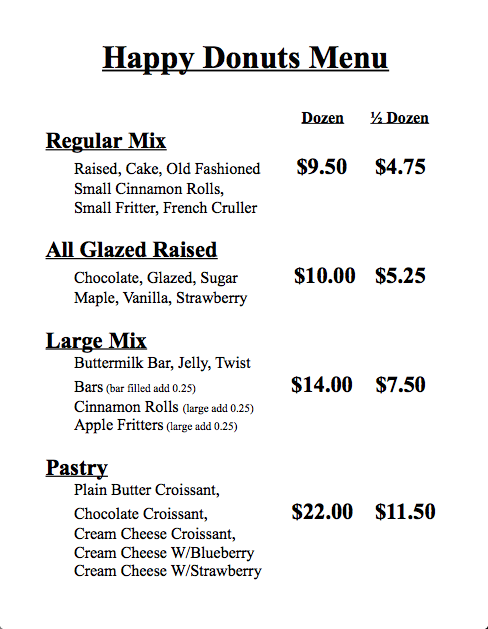 Happy Donuts Menu
Dozen ½ Dozen
Regular Mix
Raised, Cake, Old Fashioned $9.50 $4.75
Small Cinnamon Rolls,
Small Fritter, French Cruller
All Glazed Raised
Chocolate, Glazed, Sugar $10.00 $5.25
Maple, Vanilla, Strawberry
Large Mix
Buttermilk Bar, Jelly, Twist
Bars (bar filled add 0.25) $14.00 $7.50
Cinnamon Rolls (large add 0.25)
Apple Fritters (large add 0.25)
Pastry
Plain Butter Croissant,
Chocolate Croissant, $22.00 $11.50
Cream Cheese Croissant,
Cream Cheese W/Blueberry
Cream Cheese W/Strawberry